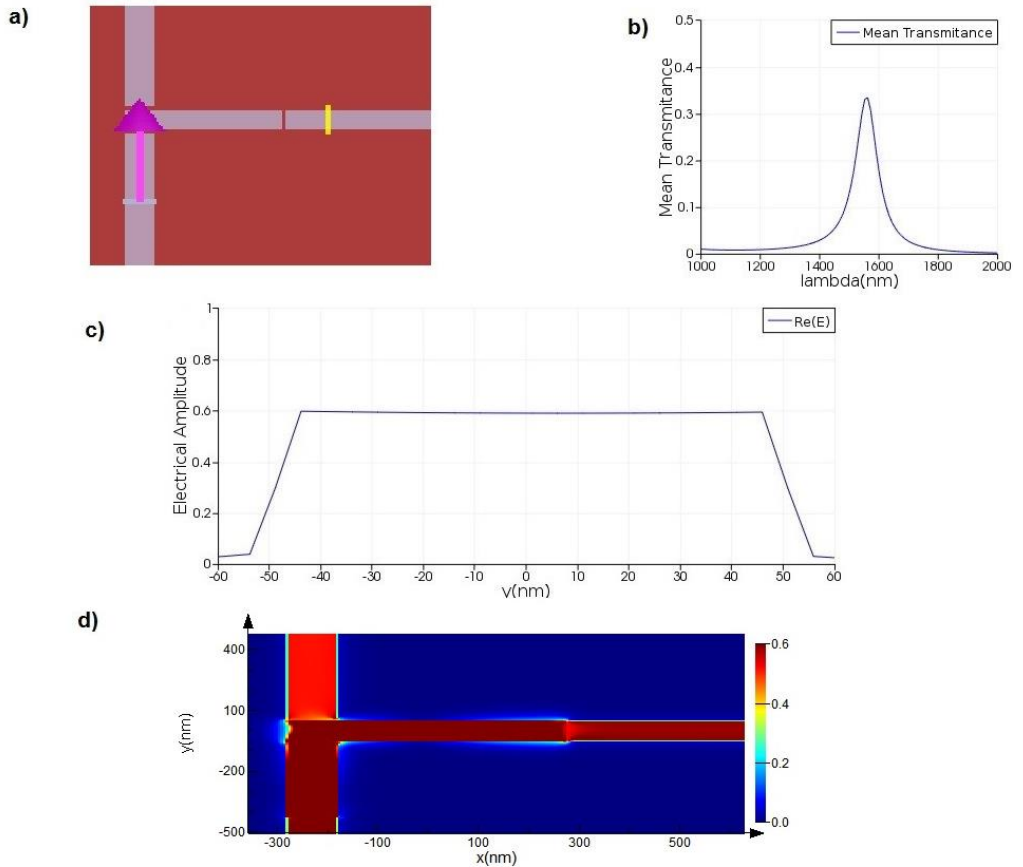 a)
b)
0.5
0.4
0.3
0.2
0.1
0
Mean Transmitance
Mean Transmitance
1000 1200 1400 1600 1800 2000
lambda(nm)
c)
1
0.8
0.6
0.4
0.2
0
Electrical Amplitude
Re(E)
-60 -50 -40 -30 -20 -10 0 10 20 30 40 50 60
y(nm)
d)
400
100
-200
-500
y(nm)
-300 -100 100 300 500
x(nm)
0.6
0.4
0.2
0.0